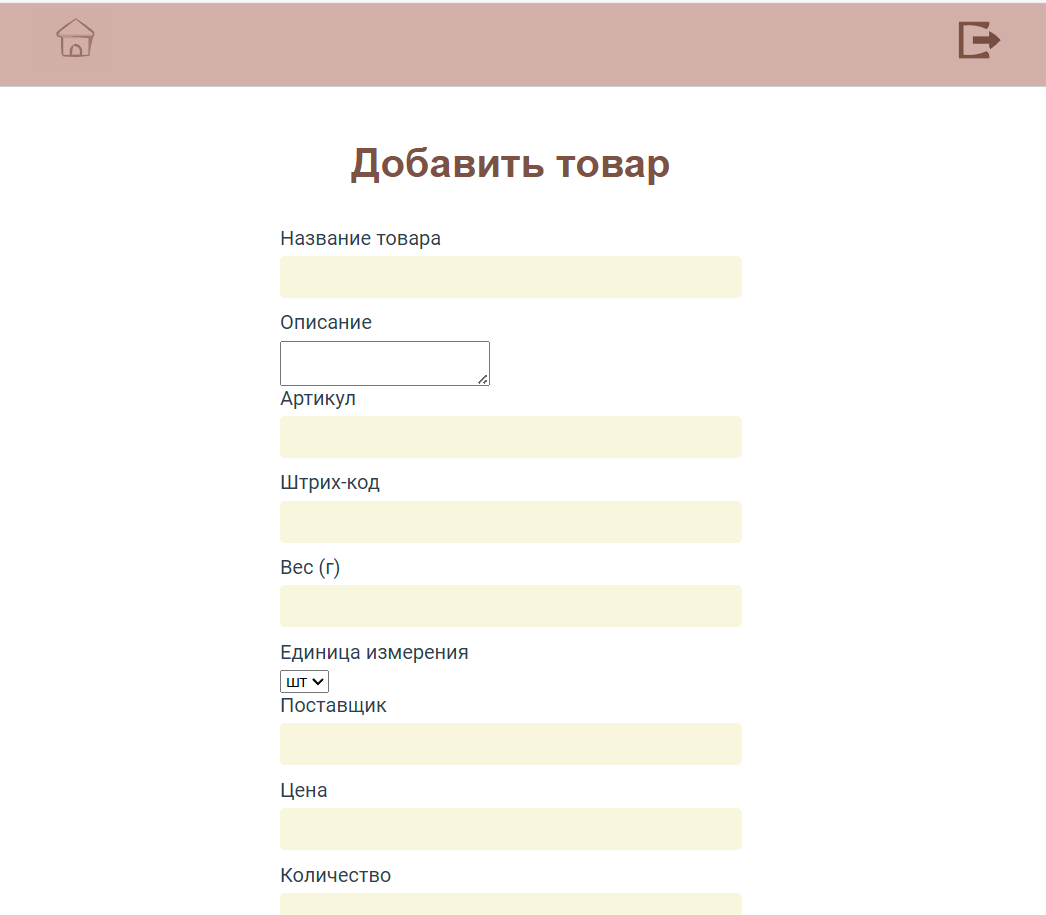 Добавить товар
Название товара
Описание
Артикул
Штрих-код
Вес (г)
Единица измерения
шт
Поставщик
Цена
Количество